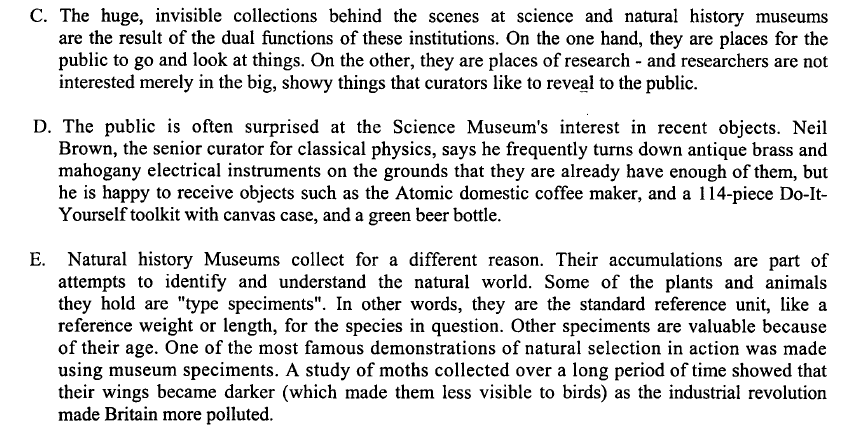 C. The huge, invisible collections behind the scenes at science and natural history museums
are the result of the dual functions of these institutions. On the one hand, they are places for the
public to go and look at things. On the other, they are places of research - and researchers are not
interested merely in the big, showy things that curators like to reveal to the public.
D. The public is often surprised at the Science Museum's interest in recent objects. Neil
Brown, the senior curator for classical physics, says he frequently turns down antique brass and
mahogany electrical instruments on the grounds that they are already have enough of them, but
he is happy to receive objects such as the Atomic domestic coffee maker, and a 114-piece Do-It-
Yourself toolkit with canvas case, and a green beer bottle.
E. Natural history Museums collect for a different reason. Their accumulations are part of
attempts to identify and understand the natural world. Some of the plants and animals
they hold are "type speciments". In other words, they are the standard reference unit, like a
reference weight or length, for the species in question. Other speciments are valuable because
of their age. One of the most famous demonstrations of natural selection in action was made
using museum speciments. A study of moths collected over a long period of time showed that
their wings became darker (which made them less visible to birds) as the industrial revolution
made Britain more polluted.